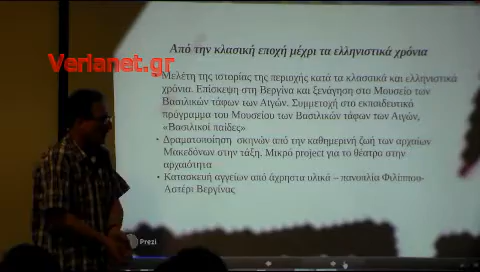 Από την κλασική εποχή μέχρι τα ελληνιστικά χρόνια
Verianet.gr
Μελέτη της ιστορίας της περιοχής κατά τα κλασσικά και ελληνιστικά
χρόνια. Επίσκεψη στη Βεργίνα και ξενάγηση στο Μουσείο των
Βασιλικών τάφων των Αιγών. Συμμετοχή στο εκπαιδευτικό
πρόγραμμα του Μουσείου των Βασιλικών τάφων των Αιγών,
«Βασιλικοί παίδες»
• Δραματοποίηση σκηνών από την καθημερινή ζωή των αρχαίων
Μακεδόνων στην τάξη. Μικρό project για το θέατρο στην
αρχαιότητα
• Κατασκευή αγγείων από άχρηστα υλικά – πανοπλία Φιλίππου-
Αστέρι Βεργίνας
Prezi